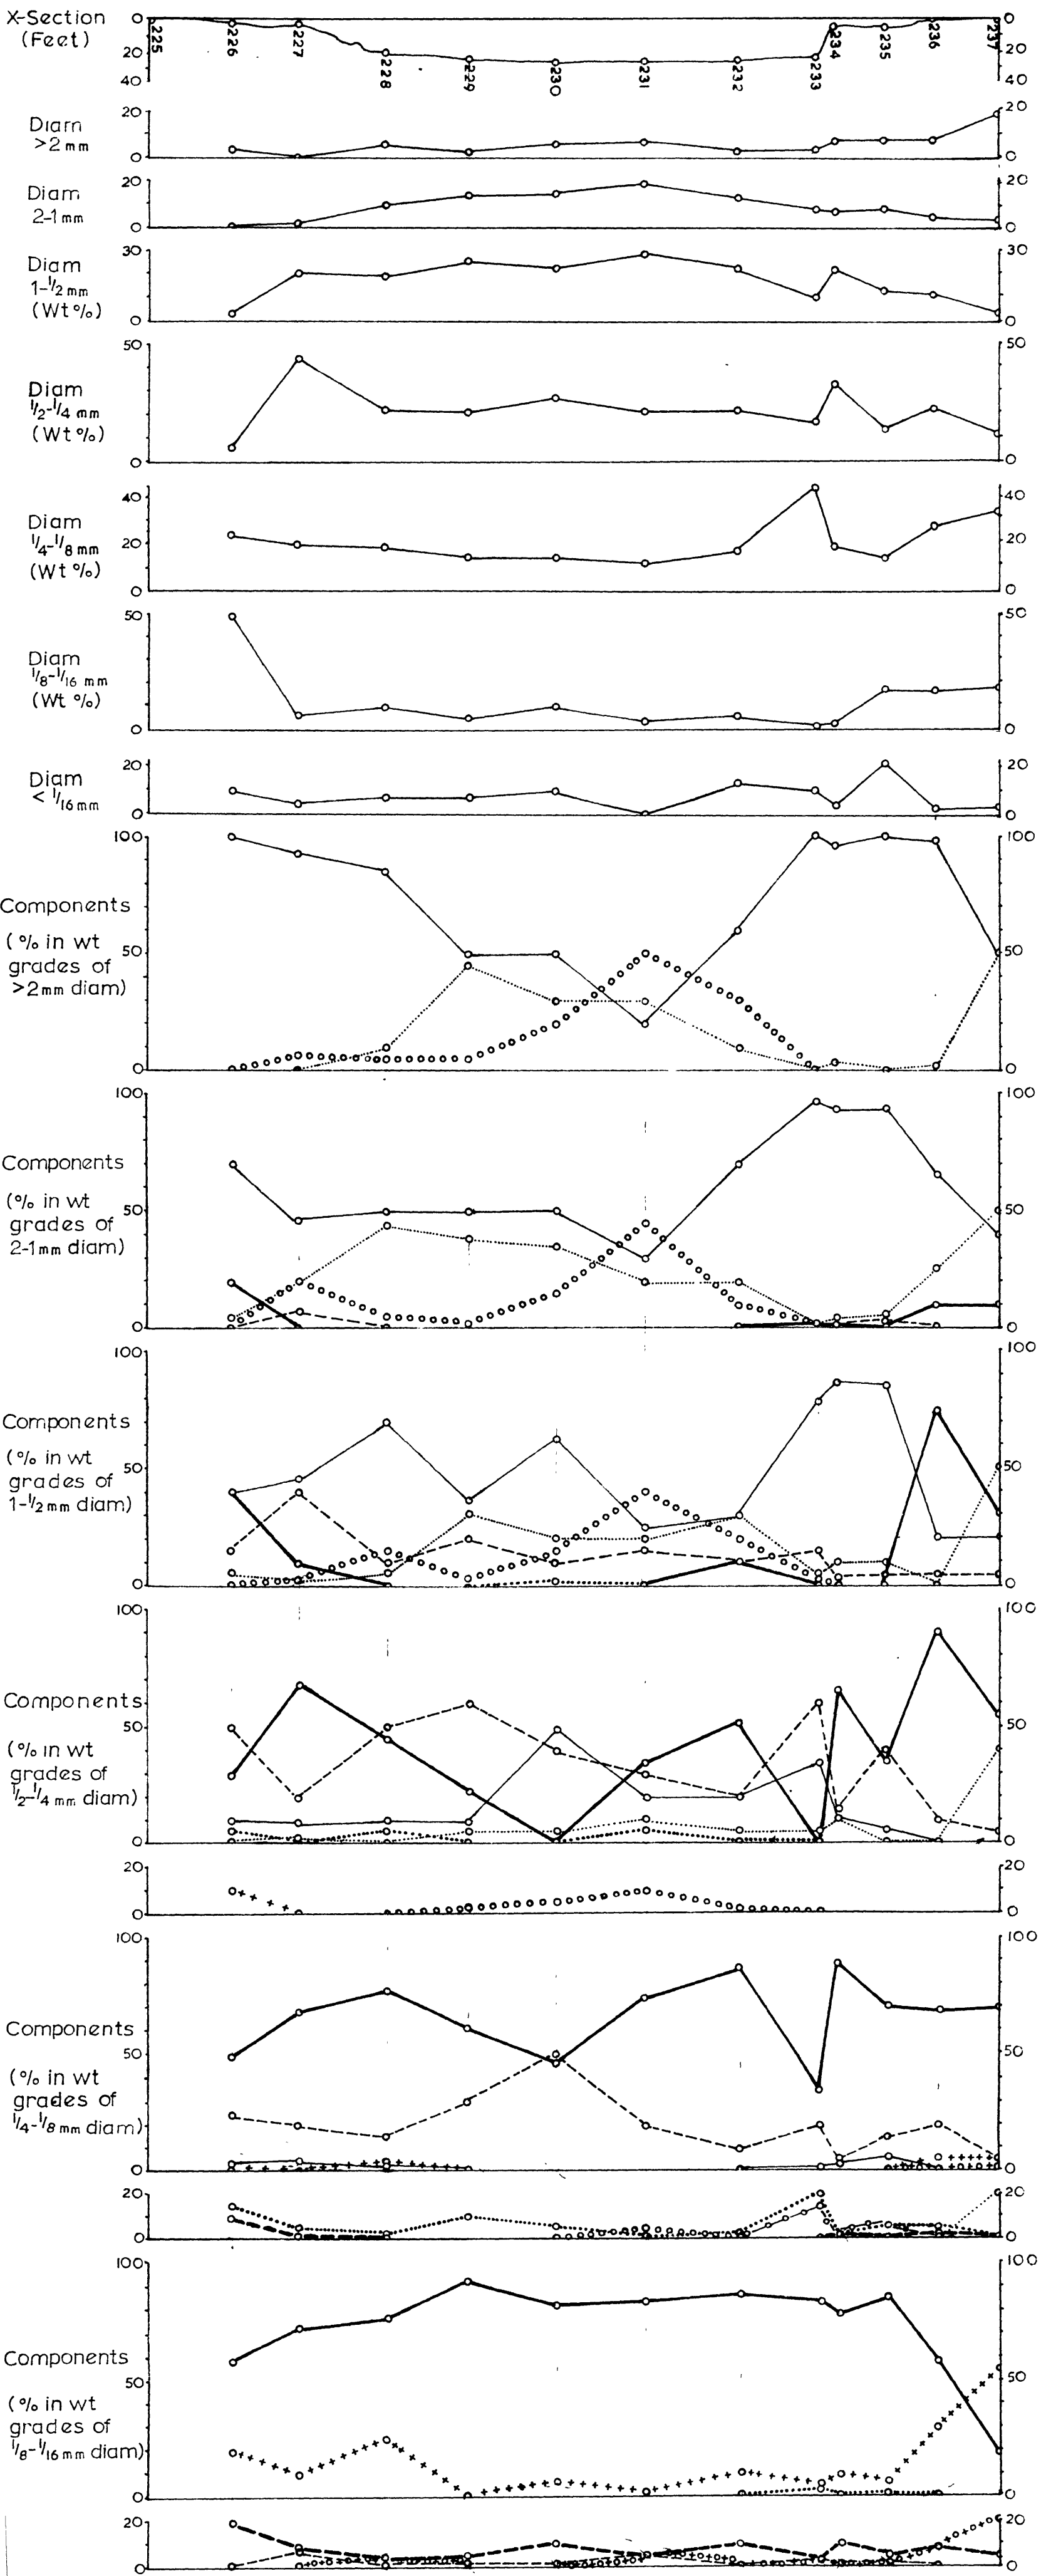 X-Section
(Feet)
0
20
40
225
226
227
228
229
230
231
232
233
234
235
236
237
0
20
40
Diam
>2 mm
20
0
20
0
Diam
2-1 mm
20
0
20
0
Diam
1-1/2 mm
(Wt %)
30
0
30
0
Diam
1/2-1/4 mm
(Wt %)
50
0
50
0
Diam
1/4-1/8 mm
(Wt %)
40
20
0
40
20
0
Diam
1/8-1/16 mm
(Wt %)
50
0
50
0
Diam
< 1/16 mm
20
0
20
0
Components
(% in wt
grades of
>2mm diam)
100
50
0
100
50
0
Components
(% in wt
grades of
2-1mm diam)
100
50
0
100
50
0
Components
(% in wt
grades of
1-1/2 mm diam)
100
50
0
100
50
0
Components
(% in wt
grades of
1/2-1/4 mm diam)
100
50
0
100
50
0
20
0
20
0
Components
(% in wt
grades of
1/4-1/8 mm diam)
100
50
0
100
50
0
20
0
20
0
Components
(% in wt
grades of
1/8-1/16 mm diam)
100
50
0
100
50
0
20
0
20
0